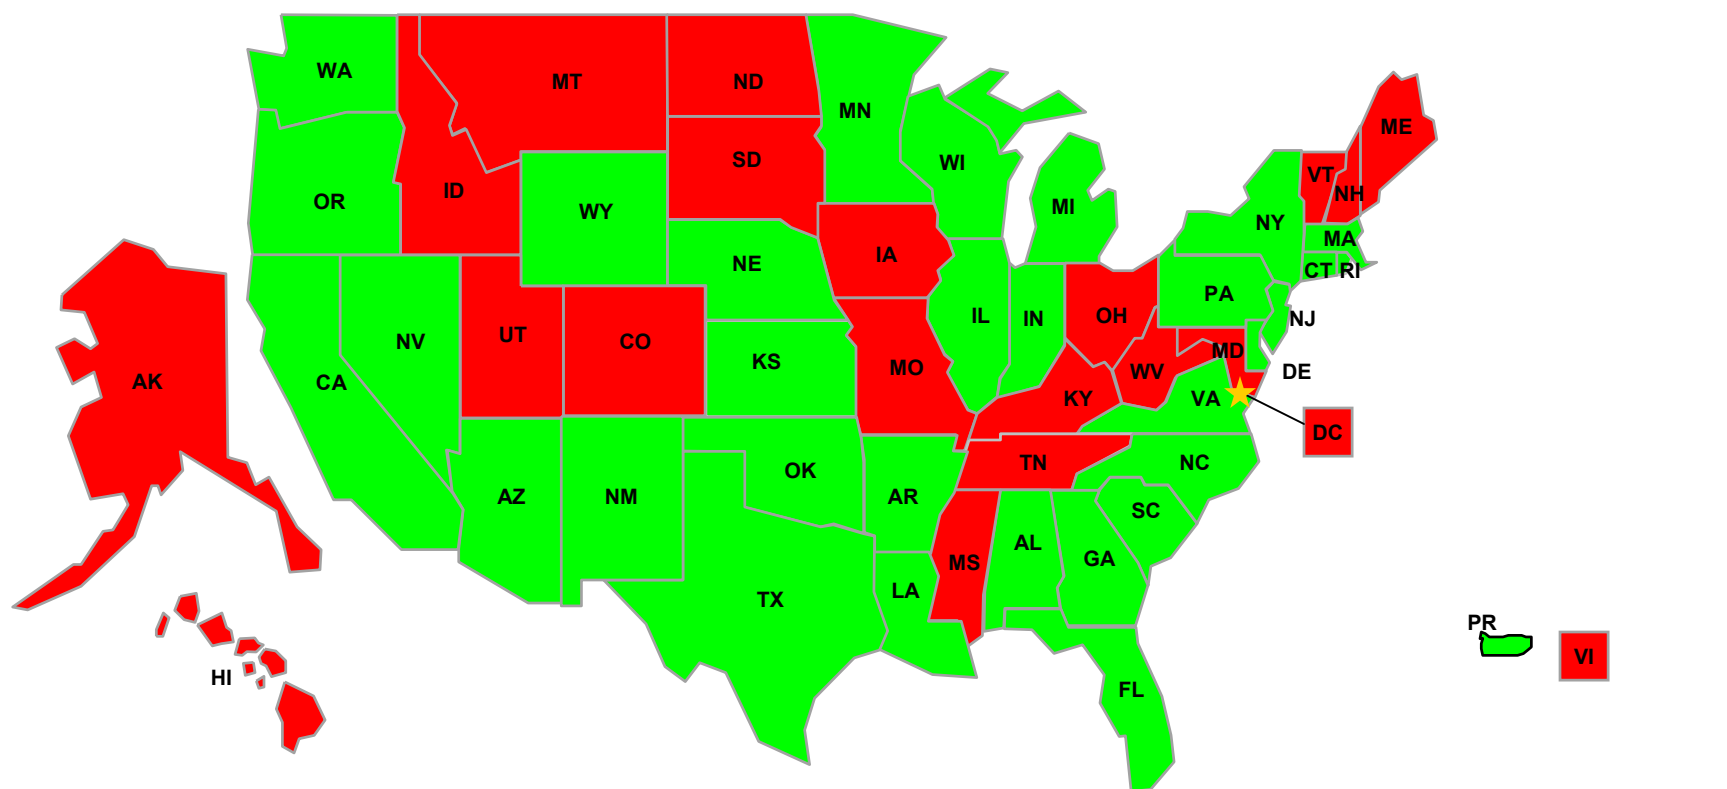 WA
MT
ND
MN
ME
SD
WI
VT
ID
NH
OR
WY
MI
NY
MA
IA
NE
CT
RI
PA
IL
IN
OH
NJ
UT
CO
NV
MD
KS
MO
WV
DE
AK
CA
KY
VA
DC
TN
NC
OK
AZ
NM
AR
SC
AL
GA
MS
LA
TX
PR
VI
HI
FL